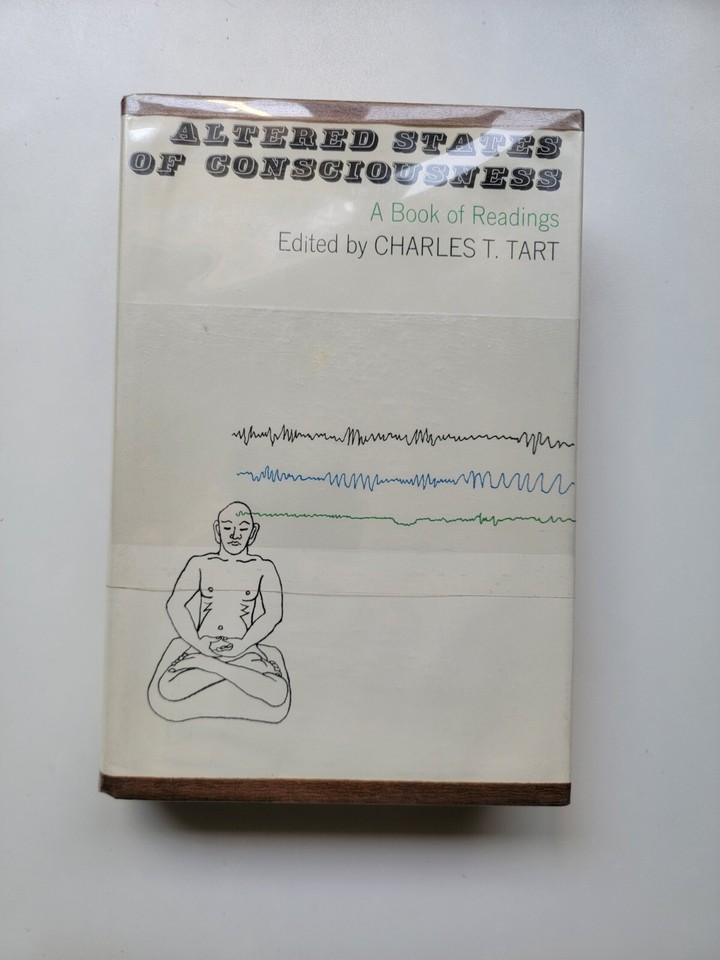 ALTERED STATES
OF CONSCIOUSNESS
A Book of Readings
Edited by CHARLES T. TART